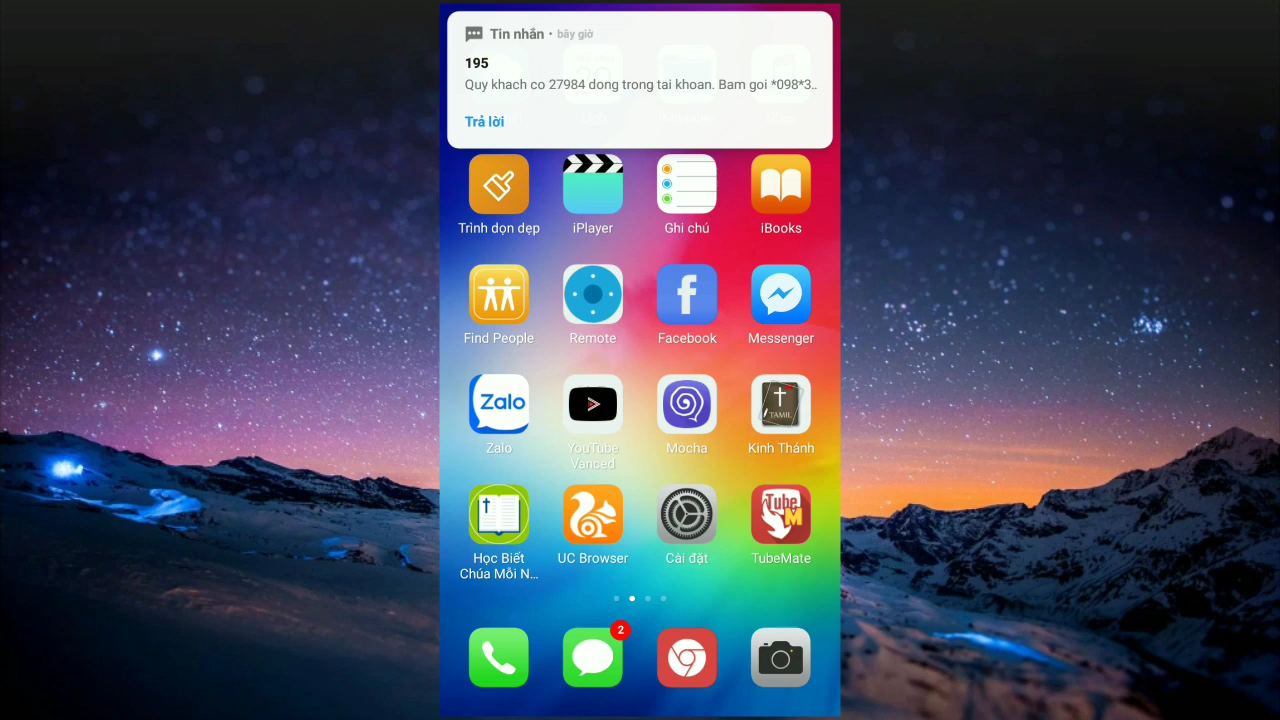 Tin nhắn • bây giờ
195
Quy khach co 27984 dong trong tai khoan. Bam goi *098*3..
Trả lời
Trình dọn dẹp
iPlayer
Ghi chú
iBooks
Find People
Remote
Facebook
Messenger
Zalo
TAMIL
Zalo
YouTube Vanced
Mocha
Kinh Thánh
Tube
M
Học Biết
Chúa Mỗi N...
UC Browser
Cài đặt
TubeMate
2